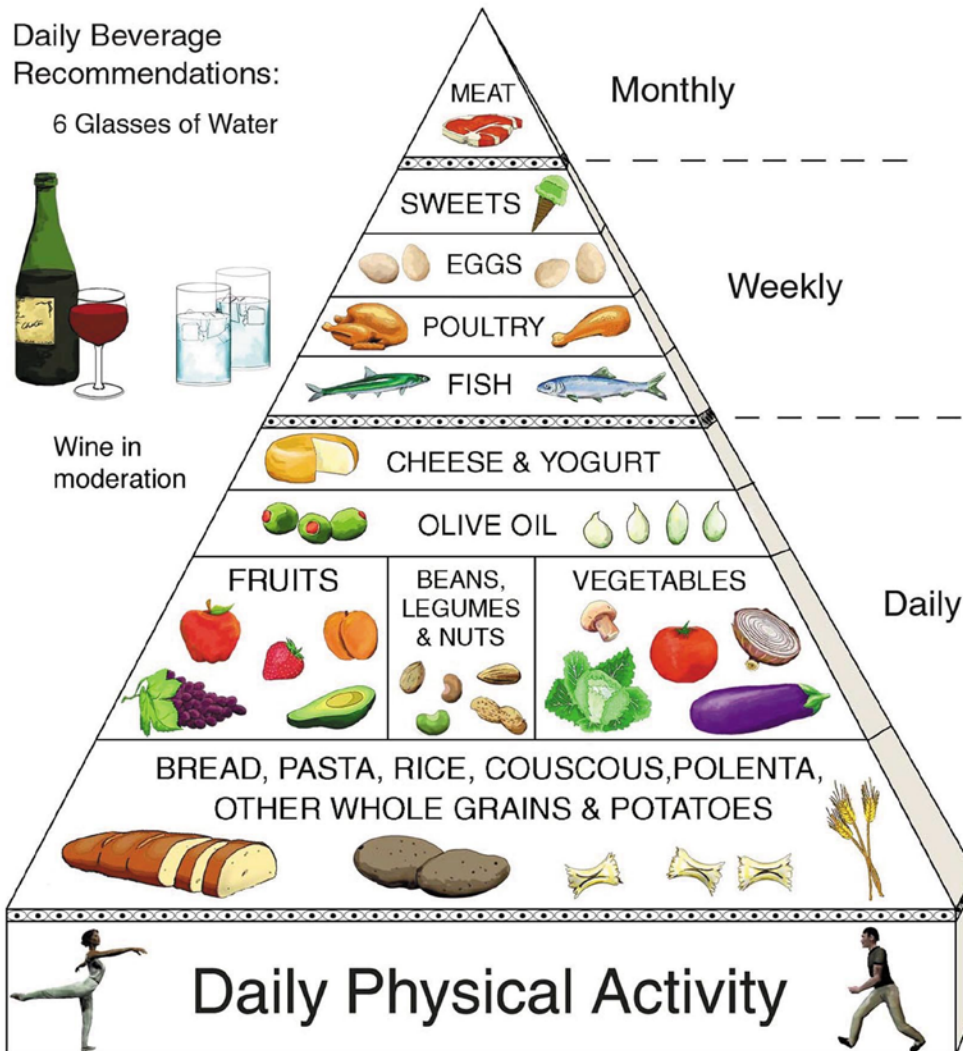 Daily Beverage
Recommendations:
6 Glasses of Water
Wine in
moderation
MEAT
Monthly
SWEETS
EGGS
Weekly
POULTRY
FISH
CHEESE & YOGURT
OLIVE OIL
FRUITS
BEANS,
LEGUMES
& NUTS
VEGETABLES
Daily
BREAD, PASTA, RICE, COUSCOUS,POLENTA,
OTHER WHOLE GRAINS & POTATOES
Daily Physical Activity